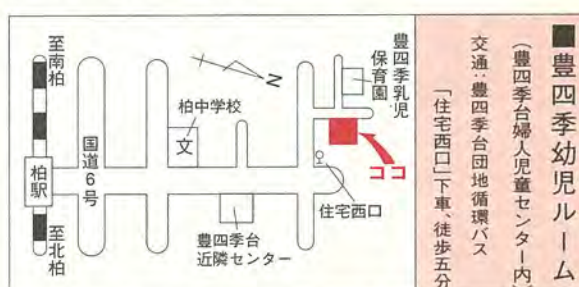 ■豊四季幼児ルーム
（豊四季台婦人児童センター内）
交通：豊四季台団地循環バス
「住宅西口」下車、徒歩五分
豊四季乳児
保育園
N
柏中学校
文
ココ
住宅西口
豊四季台
近隣センター
国道6号
至南柏
柏駅
至北柏